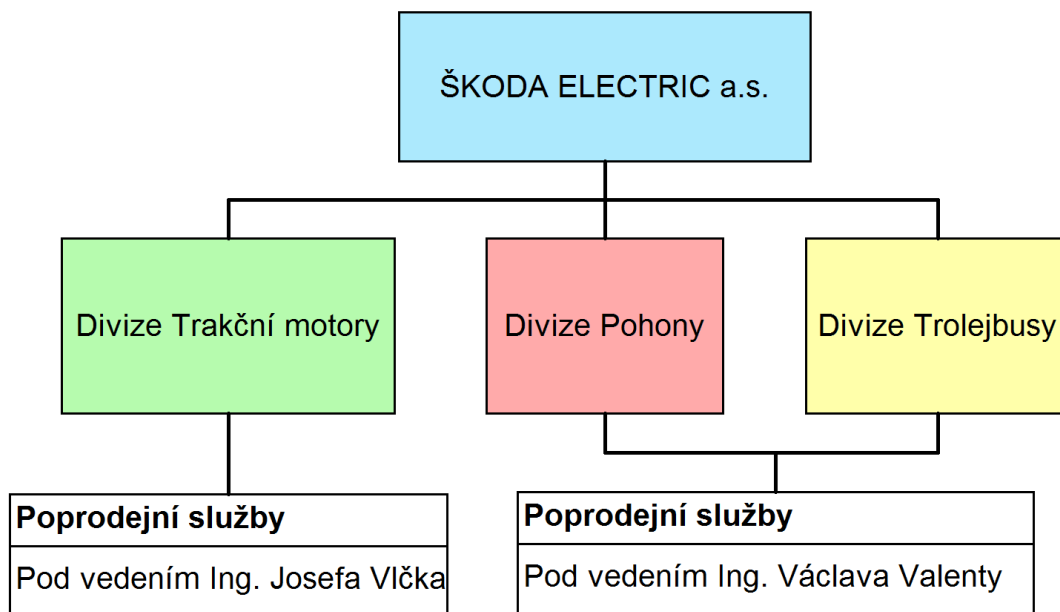 ŠKODA ELECTRIC a.s.
Divize Trakční motory
Divize Pohony
Divize Trolejbusy
Poprodejní služby
Pod vedením Ing. Josefa Vlčka
Poprodejní služby
Pod vedením Ing. Václava Valenty